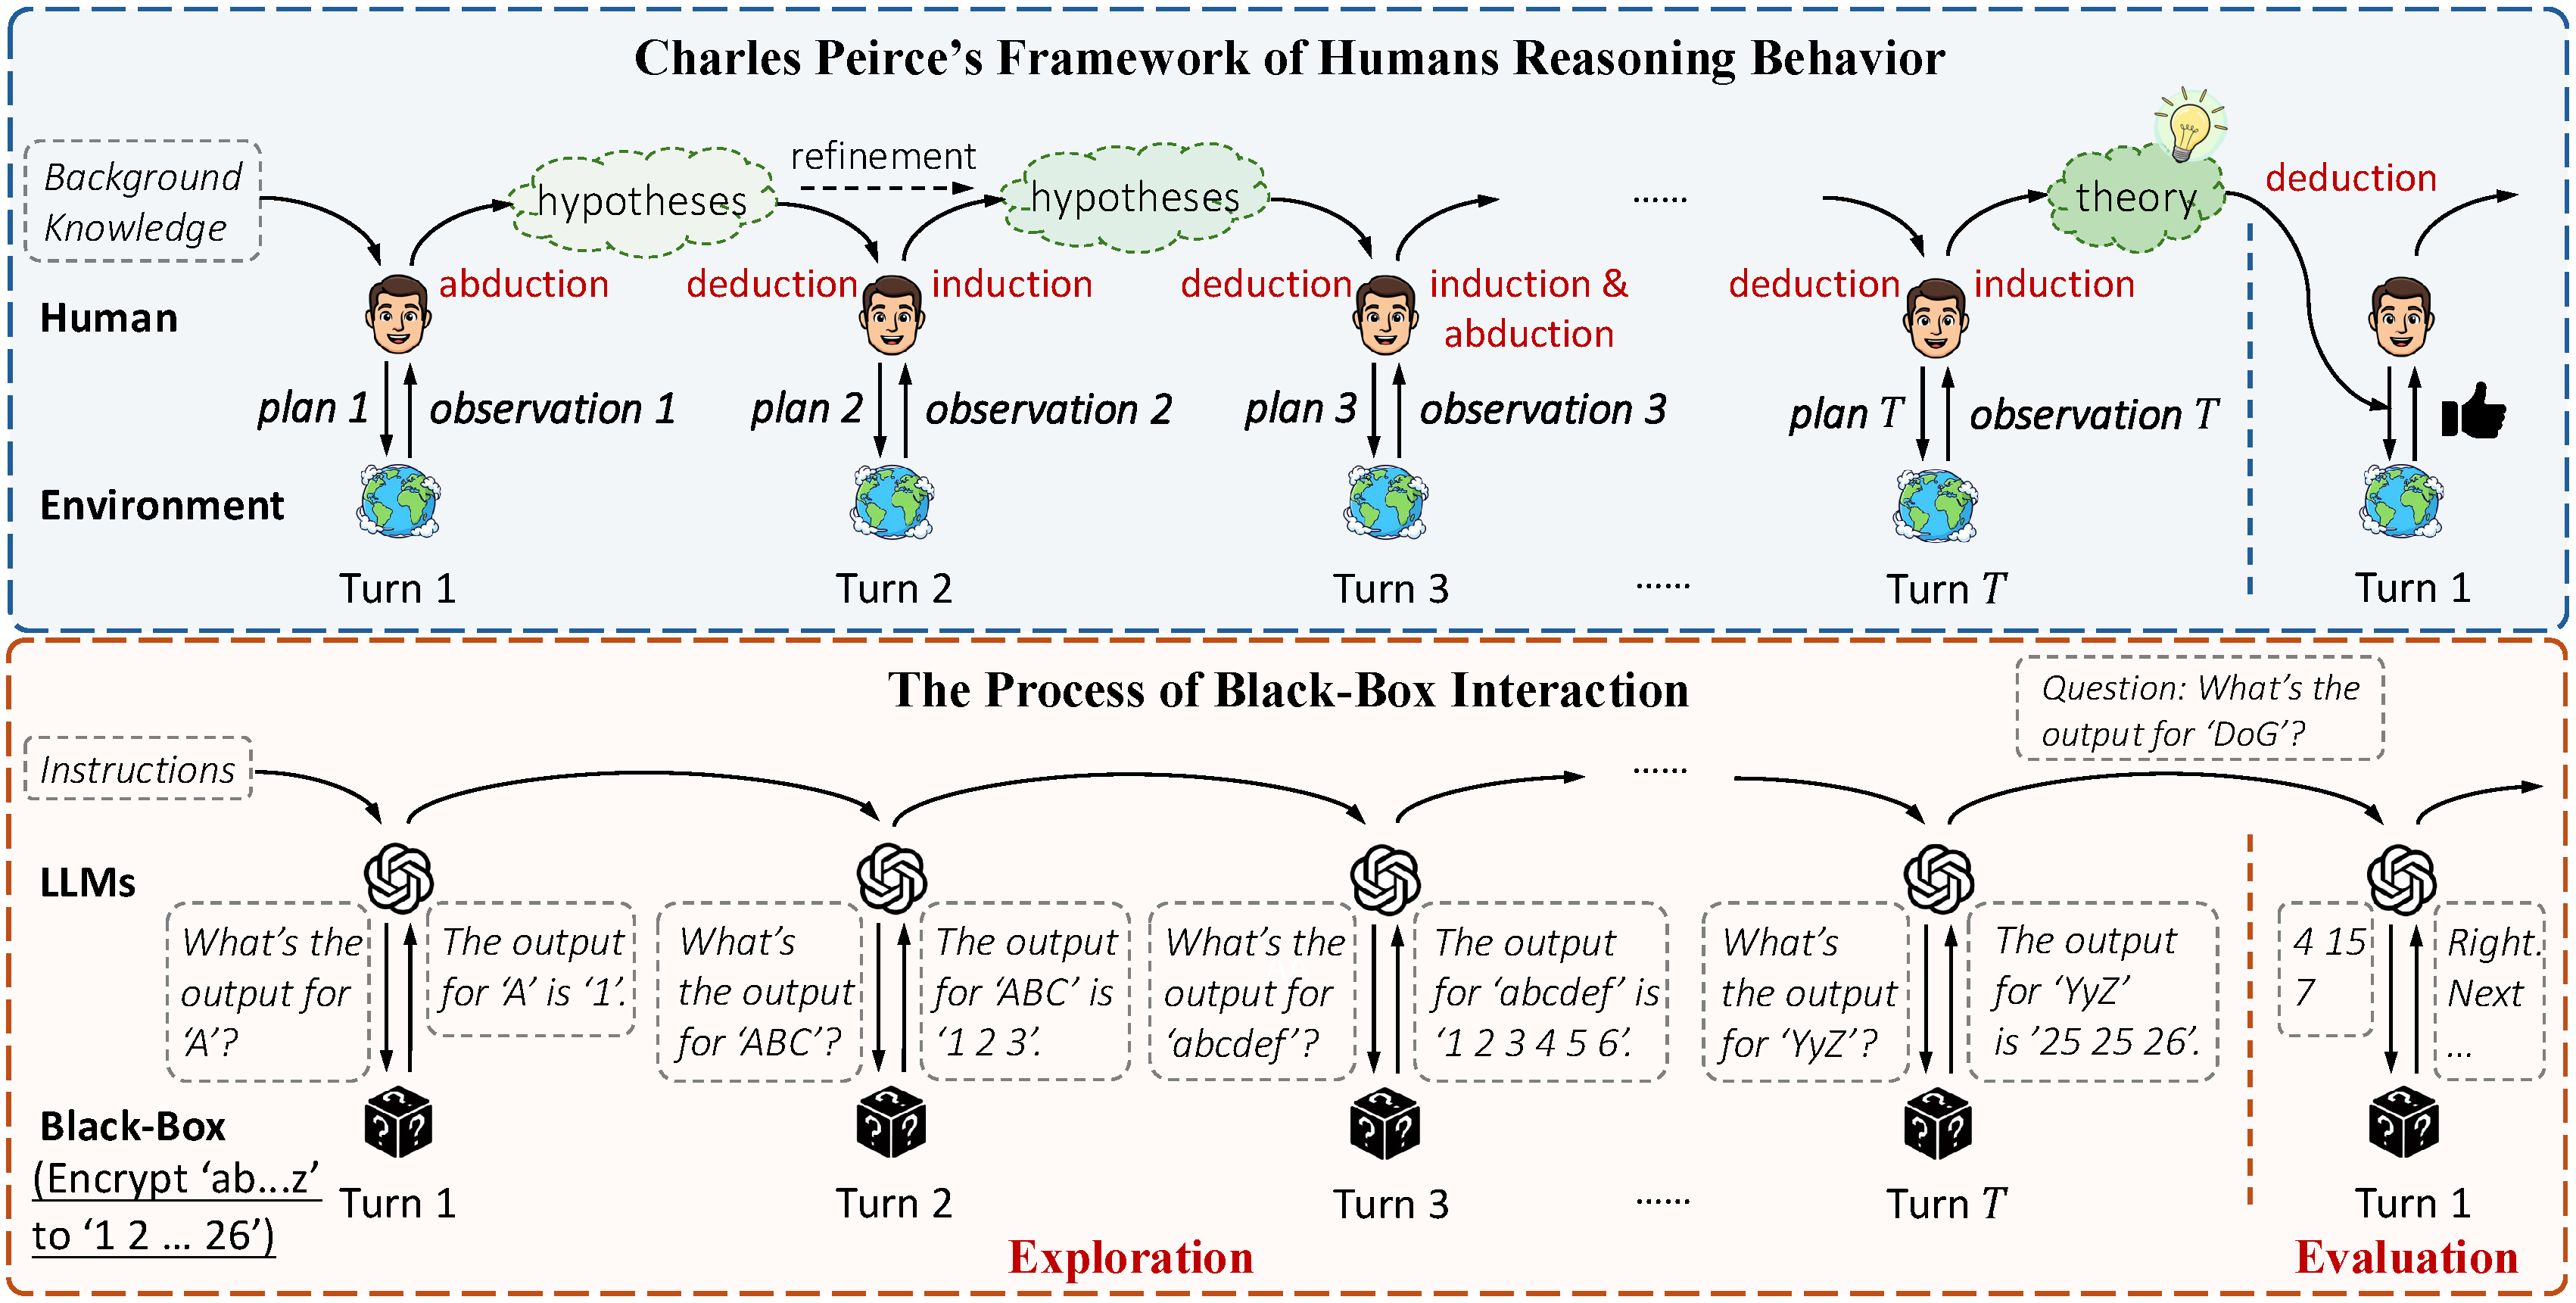 Charles Peirce's Framework of Humans Reasoning Behavior
Background
Knowledge
hypotheses
refinement
hypotheses
......
theory
deduction
abduction
deduction
induction
deduction
induction &
abduction
deduction
induction
Human
plan 1
observation 1
plan 2
observation 2
plan 3
observation 3
plan T
observation T
Environment
Turn 1
Turn 2
Turn 3
......
Turn T
Turn 1
The Process of Black-Box Interaction
Question: What's the
output for 'DoG'?
Instructions
......
LLMs
What's the
output for
'A'?
The output
for 'A' is '1'.
What's
the output
for 'ABC'?
The output
for 'ABC' is
'1 2 3'.
What's the
output for
'abcdef'?
The output
for 'abcdef' is
'1 2 3 4 5 6'.
What's
the output
for 'YyZ'?
The output
for 'YyZ'
is '25 25 26'.
4 15
7
Right.
Next
...
Black-Box
(Encrypt 'ab...z'
to '1 2 ... 26')
? ? ?
? ? ?
? ? ?
? ? ?
? ? ?
Turn 1
Turn 2
Turn 3
......
Turn T
Turn 1
Exploration
Evaluation